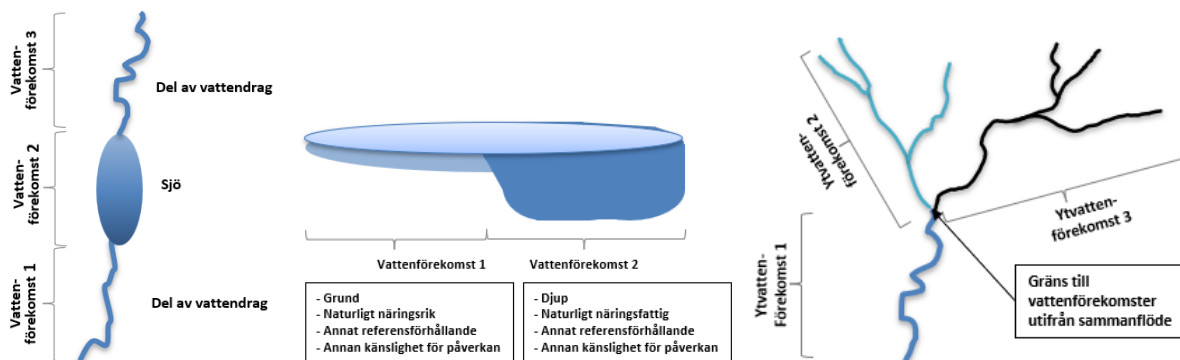 Vatten-
förekomst 3
Del av vattendrag
Vatten-
förekomst 2
Sjö
Vatten-
förekomst 1
Del av vattendrag
Vattenförekomst 1
Vattenförekomst 2
- Grund
- Naturligt näringsrik
- Annat referensförhållande
- Annan känslighet för påverkan
- Djup
- Naturligt näringsfattig
- Annat referensförhållande
- Annan känslighet för påverkan
Ytvatten-
förekomst 2
Ytvatten-
förekomst 3
Ytvatten-
Förekomst 1
Gräns till
vattenförekomster
utifrån sammanflöde